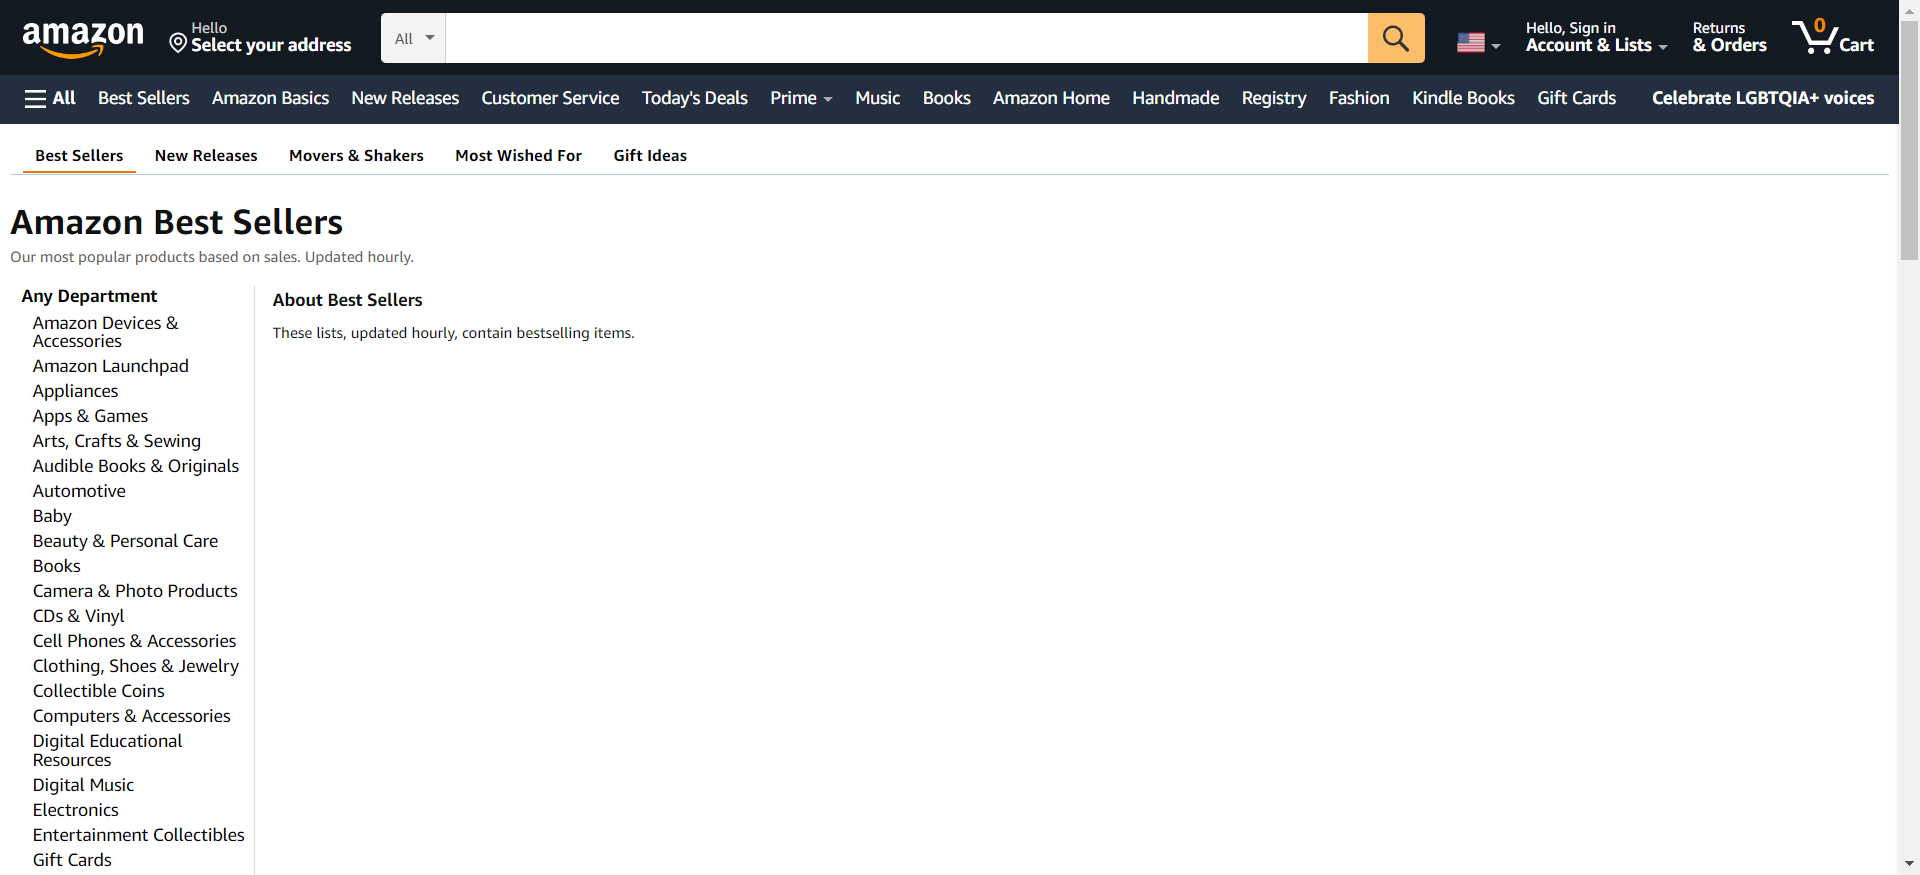 amazon
Hello
Select your address
All
Hello, Sign in
Account & Lists
Returns
& Orders
0
Cart
All
Best Sellers
Amazon Basics
New Releases
Customer Service
Today's Deals
Prime
Music
Books
Amazon Home
Handmade
Registry
Fashion
Kindle Books
Gift Cards
Celebrate LGBTQIA+ voices
Best Sellers
New Releases
Movers & Shakers
Most Wished For
Gift Ideas
Amazon Best Sellers
Our most popular products based on sales. Updated hourly.
Any Department
Amazon Devices &
Accessories
Amazon Launchpad
Appliances
Apps & Games
Arts, Crafts & Sewing
Audible Books & Originals
Automotive
Baby
Beauty & Personal Care
Books
Camera & Photo Products
CDs & Vinyl
Cell Phones & Accessories
Clothing, Shoes & Jewelry
Collectible Coins
Computers & Accessories
Digital Educational
Resources
Digital Music
Electronics
Entertainment Collectibles
Gift Cards
About Best Sellers
These lists, updated hourly, contain bestselling items.